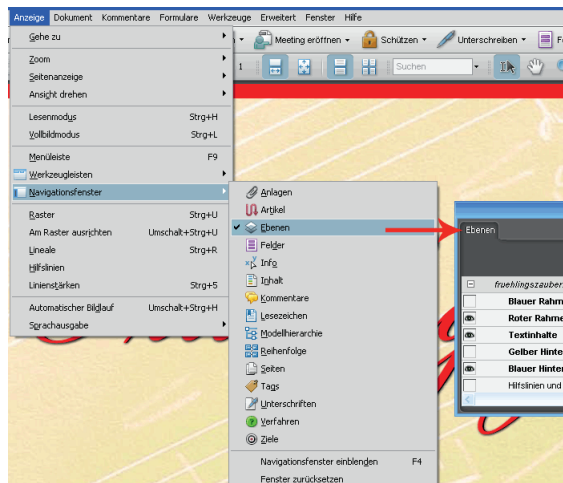 Anzeige Dokument Kommentare Formulare Werkzeuge Erweitert Fenster Hilfe
Meeting eröffnen Schützen Unterschreiben
1 Suchen
Gehe zu
Zoom
Seitenanzeige
Ansicht drehen
Lesenmodus Strg+H
Vollbildmodus Strg+L
Menüleiste F9
Werkzeugleisten
Navigationsfenster
Raster Strg+U
Am Raster ausrichten Umschalt+Strg+U
Lineale Strg+R
Hilfslinien
Linienstärken Strg+5
Automatischer Bildlauf Umschalt+Strg+H
Sprachausgabe
Anlagen
Artikel
Ebenen
Felder
Info
Inhalt
Kommentare
Lesezeichen
Modellhierarchie
Reihenfolge
Seiten
Tags
Unterschriften
Verfahren
Ziele
Navigationsfenster einblenden F4
Fenster zurücksetzen
Ebenen
fruehlingszauber
Blauer Rahm
Roter Rahme
Textinhalte
Gelber Hinte
Blauer Hinter
Hilfslinien und